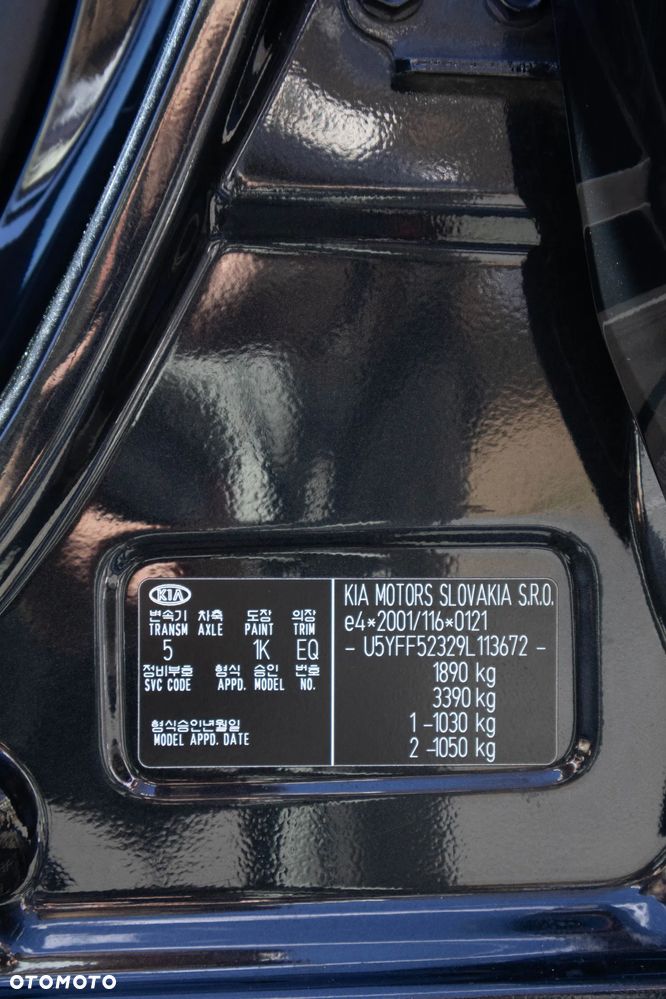 KIA
변속기 차축 도장 의장
TRANSM AXLE PAINT TRIM
5 1K EQ
정비부호 형식 승인 번호
SVC CODE APPD. MODEL NO.
형식승인년월일
MODEL APPD. DATE
KIA MOTORS SLOVAKIA S.R.O.
e4*2001/116*0121
- U5YFF52329L113672 -
1890 kg
3390 kg
1 -1030 kg
2 -1050 kg
OTOMOTO